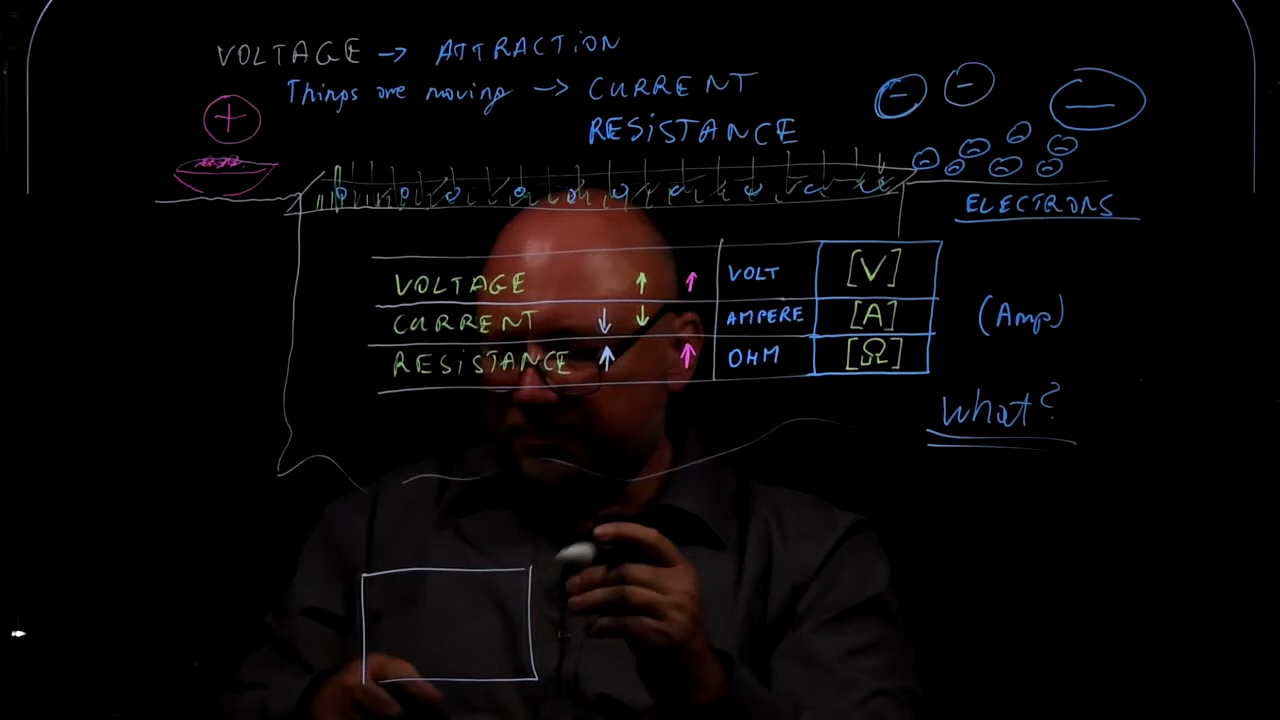 VOLTAGE → ATTRACTION
Things are moving → CURRENT
RESISTANCE
+
− − −
− − − − − − −
ELECTRONS
VOLTAGE ↑ ↑ VOLT [V]
CURRENT ↓ ↓ AMPERE [A] (Amp)
RESISTANCE ↑ ↑ OHM [Ω]
What?